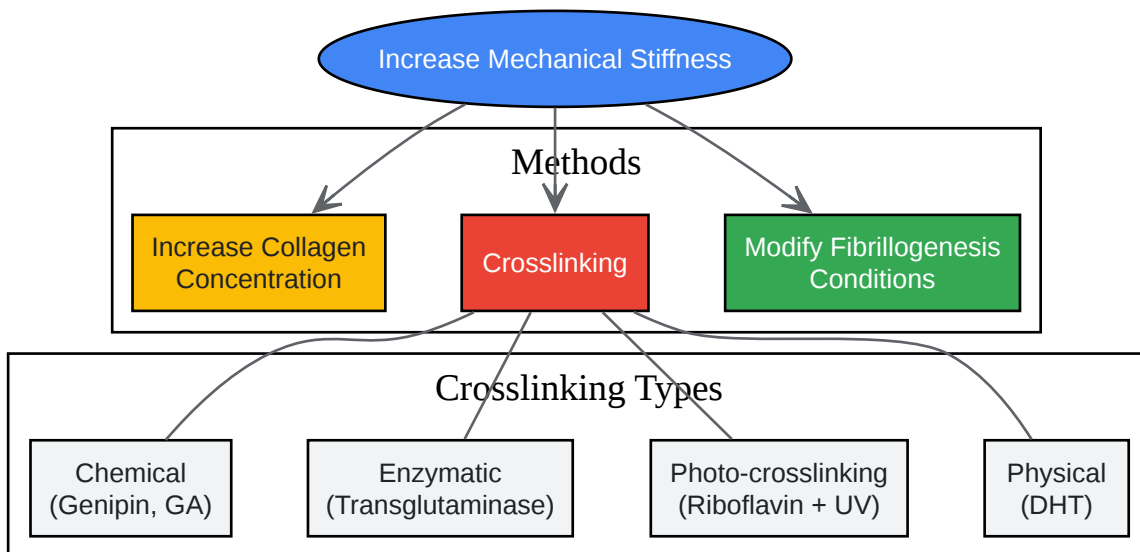 Increase Mechanical Stiffness
Methods
Increase Collagen
Concentration
Crosslinking
Modify Fibrillogenesis
Conditions
Crosslinking Types
Chemical
(Genipin, GA)
Enzymatic
(Transglutaminase)
Photo-crosslinking
(Riboflavin + UV)
Physical
(DHT)